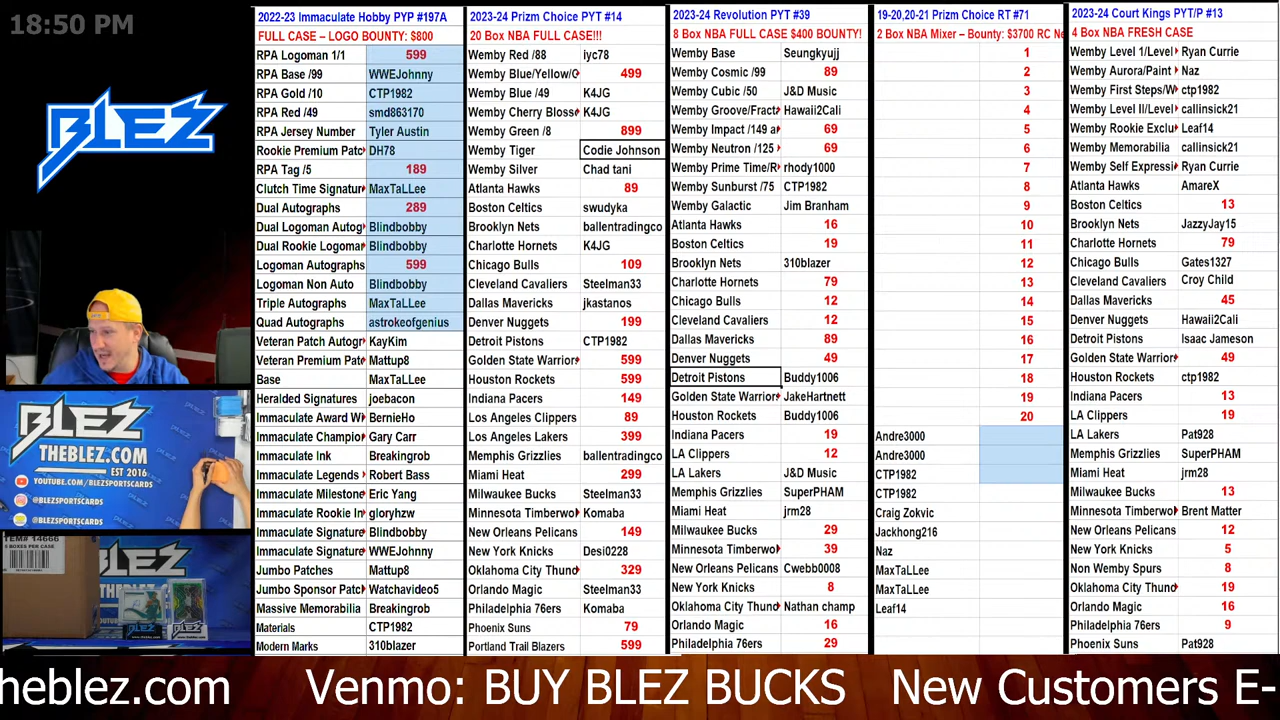 18:50 PM
BLEZ
BLEZ
THEBLEZ.COM
EST 2016
YOUTUBE.COM/BLEZSPORTSCARDS
@BLEZSPORTSCARDS
@BLEZSPORTSCARDS
ITEM# 14666
BOXES PER CASE
2022-23 Immaculate Hobby PYP #197A
FULL CASE – LOGO BOUNTY: $800
RPA Logoman 1/1 599
RPA Base /99 WWEJohnny
RPA Gold /10 CTP1982
RPA Red /49 smd863170
RPA Jersey Number Tyler Austin
Rookie Premium Patc DH78
RPA Tag /5 189
Clutch Time Signatur MaxTaLLee
Dual Autographs 289
Dual Logoman Autog Blindbobby
Dual Rookie Logoman Blindbobby
Logoman Autographs 599
Logoman Non Auto Blindbobby
Triple Autographs MaxTaLLee
Quad Autographs astrokeofgenius
Veteran Patch Autogr KayKim
Veteran Premium Pat Mattup8
Base MaxTaLLee
Heralded Signatures joebacon
Immaculate Award W BernieHo
Immaculate Champio Gary Carr
Immaculate Ink Breakingrob
Immaculate Legends Robert Bass
Immaculate Milestone Eric Yang
Immaculate Rookie In gloryhzw
Immaculate Signature Blindbobby
Immaculate Signature WWEJohnny
Jumbo Patches Mattup8
Jumbo Sponsor Patc Watchavideo5
Massive Memorabilia Breakingrob
Materials CTP1982
Modern Marks 310blazer
2023-24 Prizm Choice PYT #14
20 Box NBA FULL CASE!!!
Wemby Red /88 iyc78
Wemby Blue/Yellow/G 499
Wemby Blue /49 K4JG
Wemby Cherry Blosso K4JG
Wemby Green /8 899
Wemby Tiger Codie Johnson
Wemby Silver Chad tani
Atlanta Hawks 89
Boston Celtics swudyka
Brooklyn Nets ballentradingco
Charlotte Hornets K4JG
Chicago Bulls 109
Cleveland Cavaliers Steelman33
Dallas Mavericks jkastanos
Denver Nuggets 199
Detroit Pistons CTP1982
Golden State Warriors 599
Houston Rockets 599
Indiana Pacers 149
Los Angeles Clippers 89
Los Angeles Lakers 399
Memphis Grizzlies ballentradingco
Miami Heat 299
Milwaukee Bucks Steelman33
Minnesota Timberwo Komaba
New Orleans Pelicans 149
New York Knicks Desi0228
Oklahoma City Thund 329
Orlando Magic Steelman33
Philadelphia 76ers Komaba
Phoenix Suns 79
Portland Trail Blazers 599
2023-24 Revolution PYT #39
8 Box NBA FULL CASE $400 BOUNTY!
Wemby Base Seungkyujj
Wemby Cosmic /99 89
Wemby Cubic /50 J&D Music
Wemby Groove/Fract Hawaii2Cali
Wemby Impact /149 a 69
Wemby Neutron /125 69
Wemby Prime Time/R rhody1000
Wemby Sunburst /75 CTP1982
Wemby Galactic Jim Branham
Atlanta Hawks 16
Boston Celtics 19
Brooklyn Nets 310blazer
Charlotte Hornets 79
Chicago Bulls 12
Cleveland Cavaliers 12
Dallas Mavericks 89
Denver Nuggets 49
Detroit Pistons Buddy1006
Golden State Warrior JakeHartnett
Houston Rockets Buddy1006
Indiana Pacers 19
LA Clippers 12
LA Lakers J&D Music
Memphis Grizzlies SuperPHAM
Miami Heat jrm28
Milwaukee Bucks 29
Minnesota Timberwo 39
New Orleans Pelicans Cwebb0008
New York Knicks 8
Oklahoma City Thund Nathan champ
Orlando Magic 16
Philadelphia 76ers 29
19-20,20-21 Prizm Choice RT #71
2 Box NBA Mixer – Bounty: $3700 RC Ne
1
2
3
4
5
6
7
8
9
10
11
12
13
14
15
16
17
18
19
20
Andre3000
Andre3000
CTP1982
CTP1982
Craig Zokvic
Jackhong216
Naz
MaxTaLLee
MaxTaLLee
Leaf14
2023-24 Court Kings PYT/P #13
4 Box NBA FRESH CASE
Wemby Level 1/Level Ryan Currie
Wemby Aurora/Paint Naz
Wemby First Steps/W ctp1982
Wemby Level II/Level callinsick21
Wemby Rookie Exclu Leaf14
Wemby Memorabilia callinsick21
Wemby Self Expressi Ryan Currie
Atlanta Hawks AmareX
Boston Celtics 13
Brooklyn Nets JazzyJay15
Charlotte Hornets 79
Chicago Bulls Gates1327
Cleveland Cavaliers Croy Child
Dallas Mavericks 45
Denver Nuggets Hawaii2Cali
Detroit Pistons Isaac Jameson
Golden State Warriors 49
Houston Rockets ctp1982
Indiana Pacers 13
LA Clippers 19
LA Lakers Pat928
Memphis Grizzlies SuperPHAM
Miami Heat jrm28
Milwaukee Bucks 13
Minnesota Timberwo Brent Matter
New Orleans Pelicans 12
New York Knicks 5
Non Wemby Spurs 8
Oklahoma City Thund 19
Orlando Magic 16
Philadelphia 76ers 9
Phoenix Suns Pat928
heblez.com Venmo: BUY BLEZ BUCKS New Customers E-